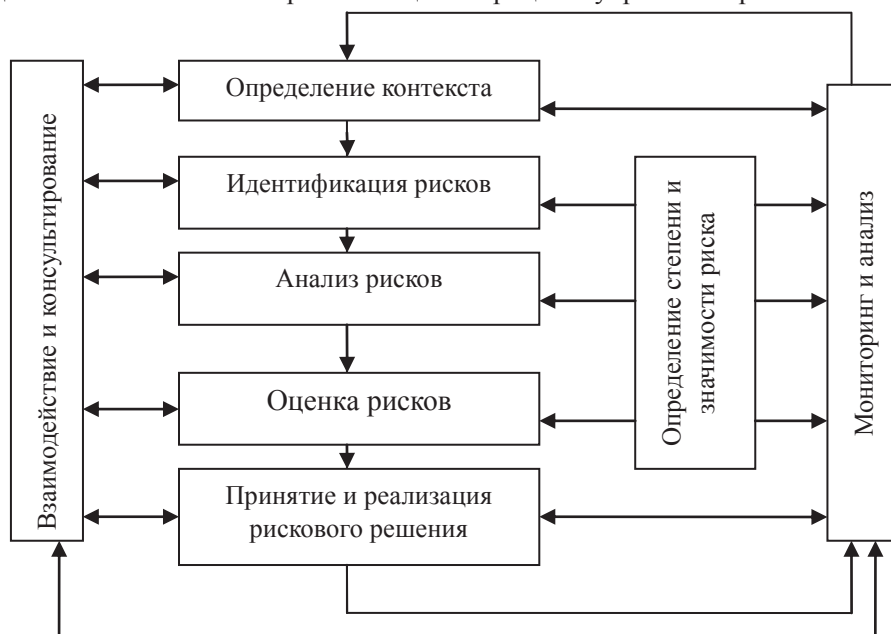 Определение контекста
Идентификация рисков
Анализ рисков
Оценка рисков
Принятие и реализация
рискового решения
Взаимодействие и консультирование
Определение степени и
значимости риска
Мониторинг и анализ